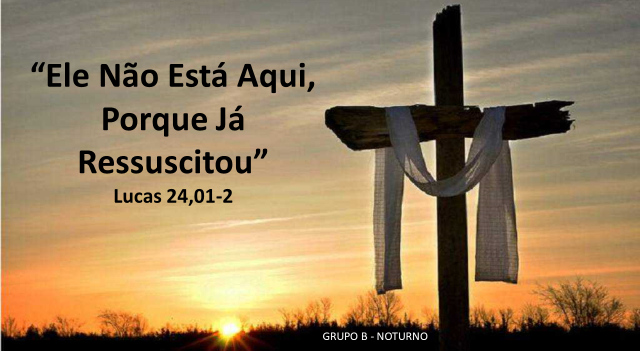 “Ele Não Está Aqui,
Porque Já
Ressuscitou”
Lucas 24,01-2
GRUPO B - NOTURNO